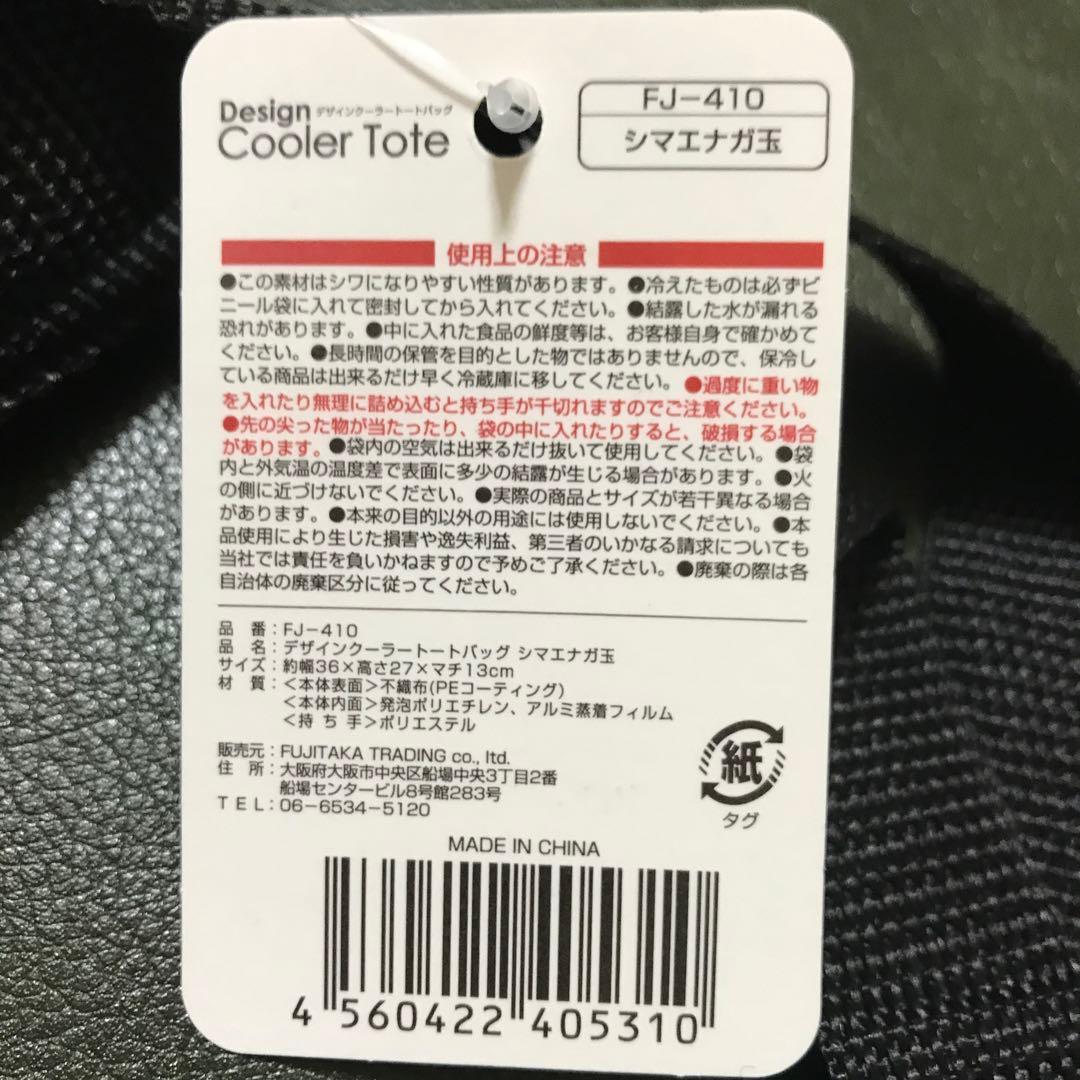 Design デザインクーラートートバッグ
Cooler Tote
FJ-410
シマエナガ玉
使用上の注意
●この素材はシワになりやすい性質があります。●冷えたものは必ずビ
ニール袋に入れて密封してから入れてください。●結露した水が漏れる
恐れがあります。●中に入れた食品の鮮度等は、お客様自身で確かめて
ください。●長時間の保管を目的とした物ではありませんので、保冷し
ている商品は出来るだけ早く冷蔵庫に移してください。●過度に重い物
を入れたり無理に詰め込むと持ち手が千切れますのでご注意ください。
●先の尖った物が当たったり、袋の中に入れたりすると、破損する場合
があります。●袋内の空気は出来るだけ抜いて使用してください。●袋
内と外気温の温度差で表面に多少の結露が生じる場合があります。●火
の側に近づけないでください。●実際の商品とサイズが若干異なる場合
があります。●本来の目的以外の用途には使用しないでください。●本
品使用により生じた損害や逸失利益、第三者のいかなる請求についても
当社では責任を負いかねますので予めご了承ください。●廃棄の際は各
自治体の廃棄区分に従ってください。
品 番：FJ-410
品 名：デザインクーラートートバッグ シマエナガ玉
サイズ：約幅36×高さ27×マチ13cm
材 質：＜本体表面＞不織布(PEコーティング)
＜本体内面＞発泡ポリエチレン、アルミ蒸着フィルム
＜持 ち 手＞ポリエステル
販売元：FUJITAKA TRADING co., ltd.
住 所：大阪府大阪市中央区船場中央3丁目2番
船場センタービル8号館283号
T E L：06-6534-5120
紙
タグ
MADE IN CHINA
4 560422 405310